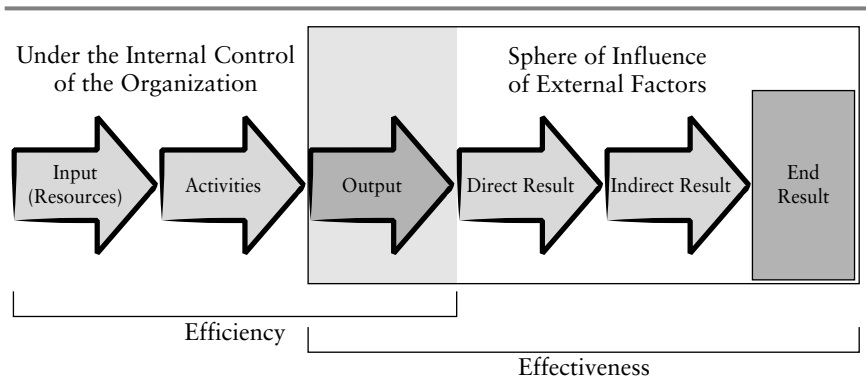 Under the Internal Control
of the Organization
Sphere of Influence
of External Factors
Input
(Resources)
Activities
Output
Direct Result
Indirect Result
End
Result
Efficiency
Effectiveness